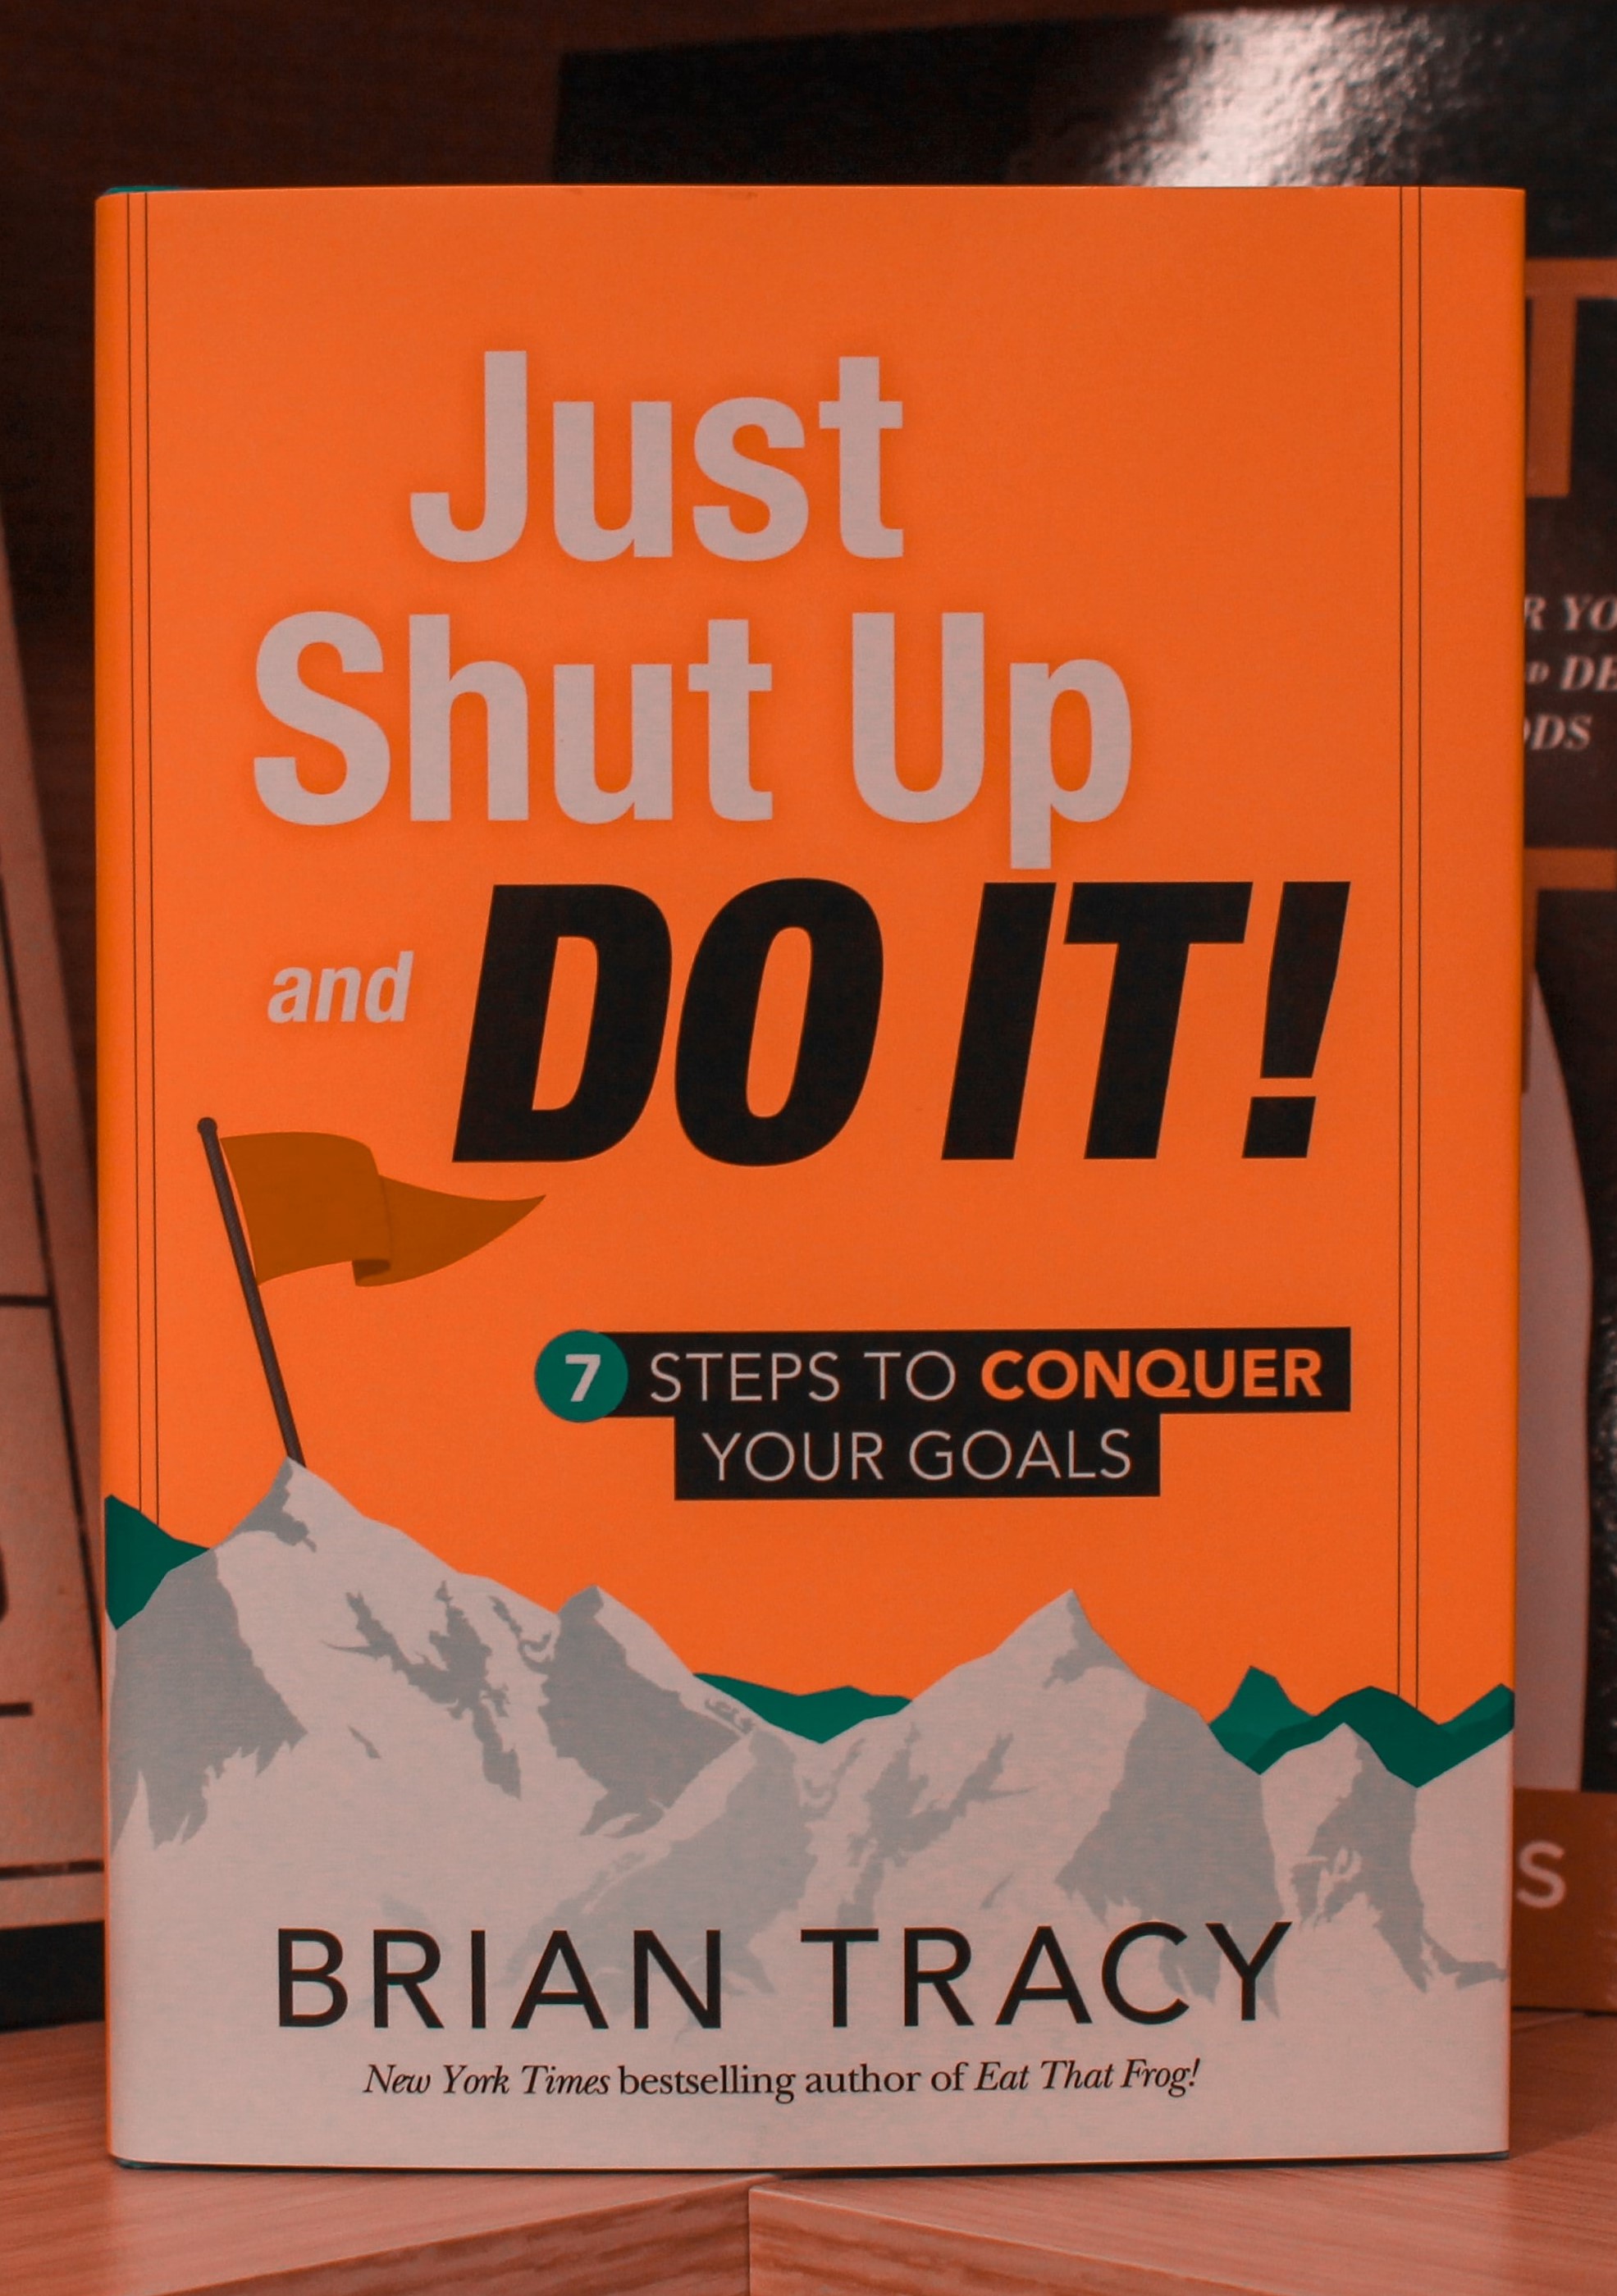 Just
Shut Up
and DO IT!
7 STEPS TO CONQUER
YOUR GOALS
BRIAN TRACY
New York Times bestselling author of Eat That Frog!